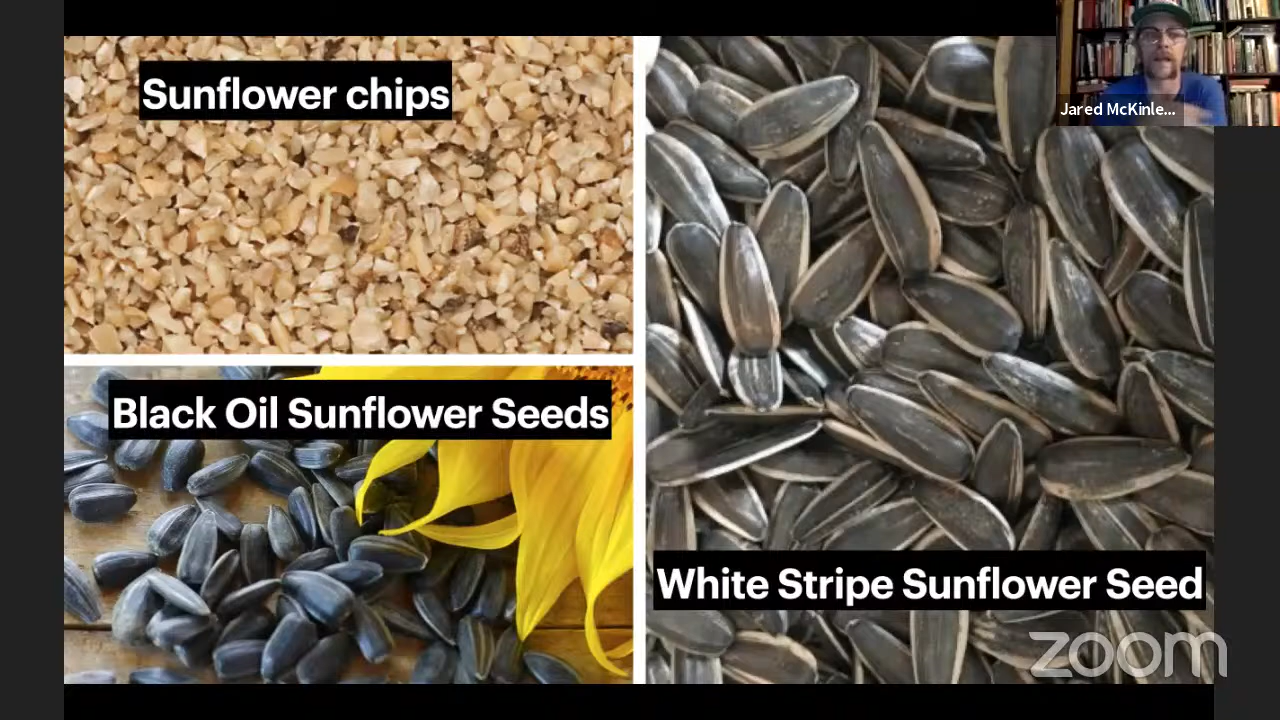 Sunflower chips
Jared McKinle...
Black Oil Sunflower Seeds
White Stripe Sunflower Seed
zoom